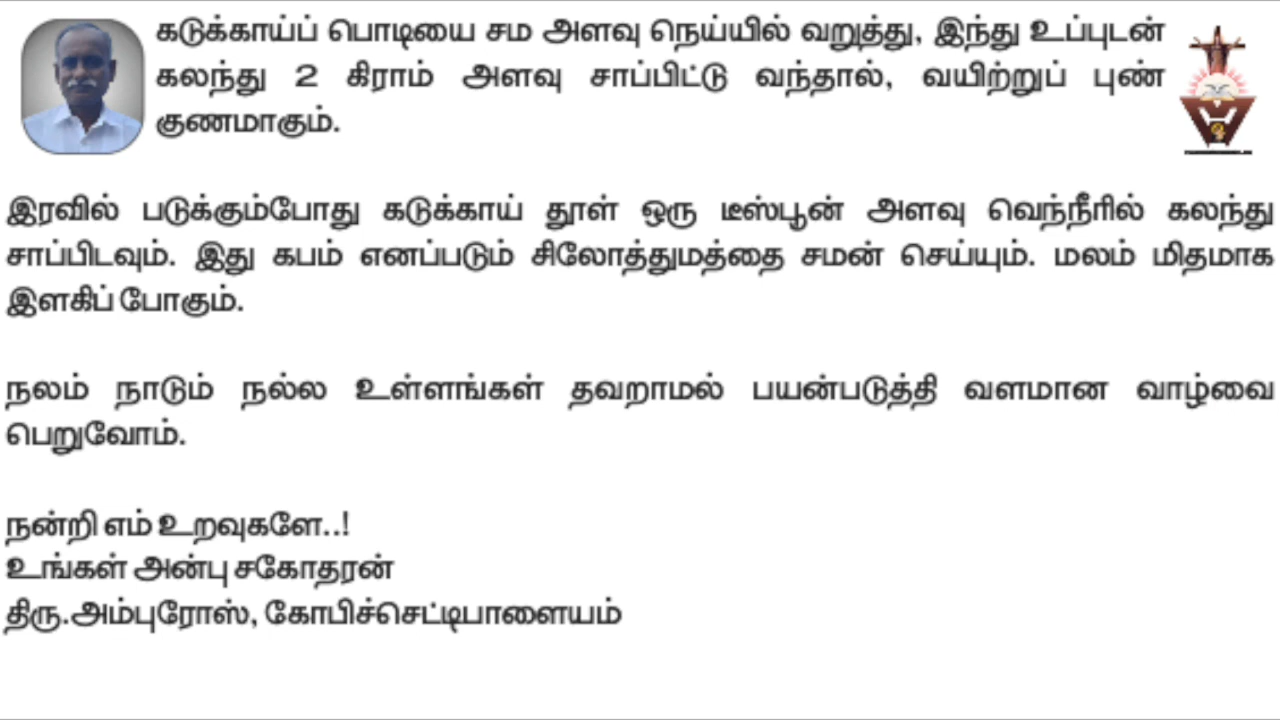 கடுக்காய்ப் பொடியை சம அளவு நெய்யில் வறுத்து, இந்து உப்புடன்
கலந்து 2 கிராம் அளவு சாப்பிட்டு வந்தால், வயிற்றுப் புண்
குணமாகும்.
இரவில் படுக்கும்போது கடுக்காய் தூள் ஒரு டீஸ்பூன் அளவு வெந்நீரில் கலந்து
சாப்பிடவும். இது கபம் எனப்படும் சிலோத்துமத்தை சமன் செய்யும். மலம் மிதமாக
இளகிப் போகும்.
நலம் நாடும் நல்ல உள்ளங்கள் தவறாமல் பயன்படுத்தி வளமான வாழ்வை
பெறுவோம்.
நன்றி எம் உறவுகளே..!
உங்கள் அன்பு சகோதரன்
திரு.அம்புரோஸ், கோபிச்செட்டிபாளையம்